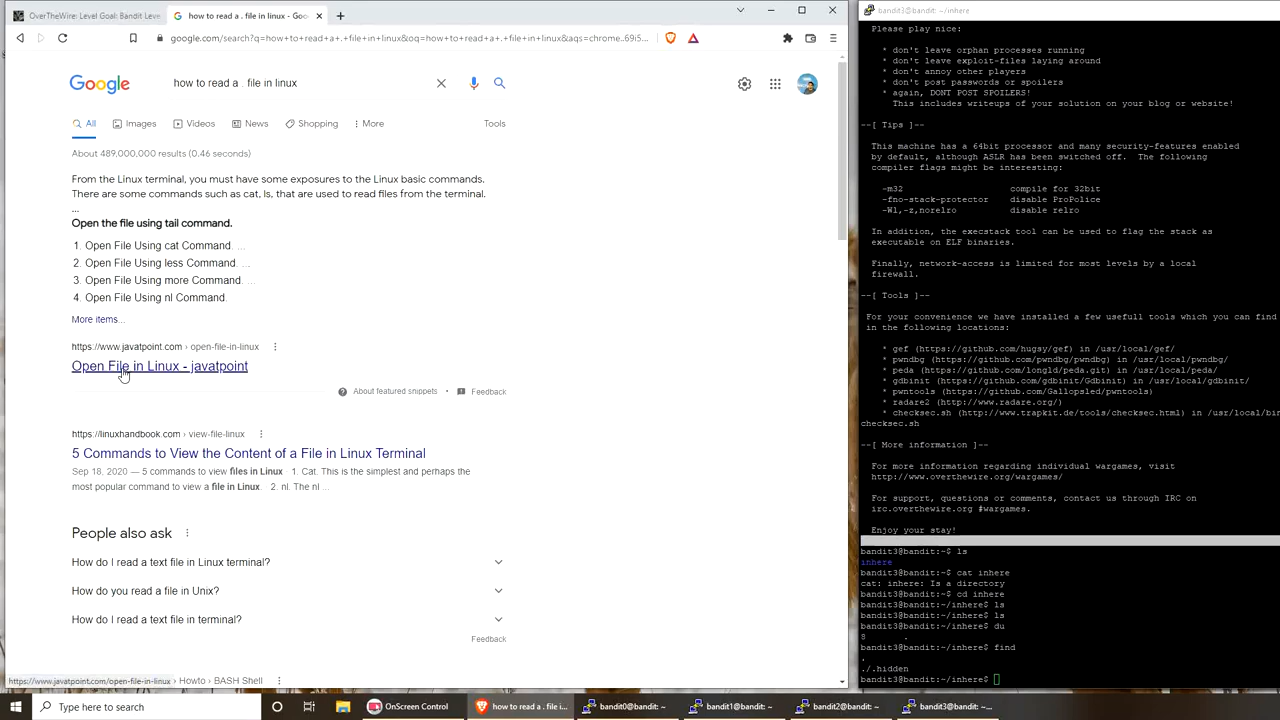 OverTheWire: Level Goal: Bandit Leve
how to read a . file in linux - Goo
google.com/search?q=how+to+read+a+.+file+in+linux&oq=how+to+read+a+.+file+in+linux&aqs=chrome..69i5...
Google
how to read a . file in linux
All
Images
Videos
News
Shopping
More
Tools
About 489,000,000 results (0.46 seconds)
From the Linux terminal, you must have some exposures to the Linux basic commands.
There are some commands such as cat, ls, that are used to read files from the terminal.
...
Open the file using tail command.
1. Open File Using cat Command. ...
2. Open File Using less Command. ...
3. Open File Using more Command. ...
4. Open File Using nl Command.
More items...
https://www.javatpoint.com › open-file-in-linux
Open File in Linux - javatpoint
About featured snippets • Feedback
https://linuxhandbook.com › view-file-linux
5 Commands to View the Content of a File in Linux Terminal
Sep 18, 2020 — 5 commands to view files in Linux · 1. Cat. This is the simplest and perhaps the
most popular command to view a file in Linux. · 2. nl. The nl ...
People also ask
How do I read a text file in Linux terminal?
How do you read a file in Unix?
How do I read a text file in terminal?
Feedback
https://www.javatpoint.com/open-file-in-linux
› Howto › BASH Shell
bandit3@bandit: ~/inhere
Please play nice:
* don't leave orphan processes running
* don't leave exploit-files laying around
* don't annoy other players
* don't post passwords or spoilers
* again, DONT POST SPOILERS!
This includes writeups of your solution on your blog or website!
--[ Tips ]--
This machine has a 64bit processor and many security-features enabled
by default, although ASLR has been switched off. The following
compiler flags might be interesting:
-m32 compile for 32bit
-fno-stack-protector disable ProPolice
-Wl,-z,norelro disable relro
In addition, the execstack tool can be used to flag the stack as
executable on ELF binaries.
Finally, network-access is limited for most levels by a local
firewall.
--[ Tools ]--
For your convenience we have installed a few usefull tools which you can find
in the following locations:
* gef (https://github.com/hugsy/gef) in /usr/local/gef/
* pwndbg (https://github.com/pwndbg/pwndbg) in /usr/local/pwndbg/
* peda (https://github.com/longld/peda.git) in /usr/local/peda/
* gdbinit (https://github.com/gdbinit/Gdbinit) in /usr/local/gdbinit/
* pwntools (https://github.com/Gallopsled/pwntools)
* radare2 (http://www.radare.org/)
* checksec.sh (http://www.trapkit.de/tools/checksec.html) in /usr/local/bin
checksec.sh
--[ More information ]--
For more information regarding individual wargames, visit
http://www.overthewire.org/wargames/
For support, questions or comments, contact us through IRC on
irc.overthewire.org #wargames.
Enjoy your stay!
bandit3@bandit:~$ ls
inhere
bandit3@bandit:~$ cat inhere
cat: inhere: Is a directory
bandit3@bandit:~$ cd inhere
bandit3@bandit:~/inhere$ ls
bandit3@bandit:~/inhere$ ls
bandit3@bandit:~/inhere$ du
8 .
bandit3@bandit:~/inhere$ find
.
./.hidden
bandit3@bandit:~/inhere$
Type here to search
OnScreen Control
how to read a . file i...
bandit0@bandit: ~
bandit1@bandit: ~
bandit2@bandit: ~
bandit3@bandit: ~...